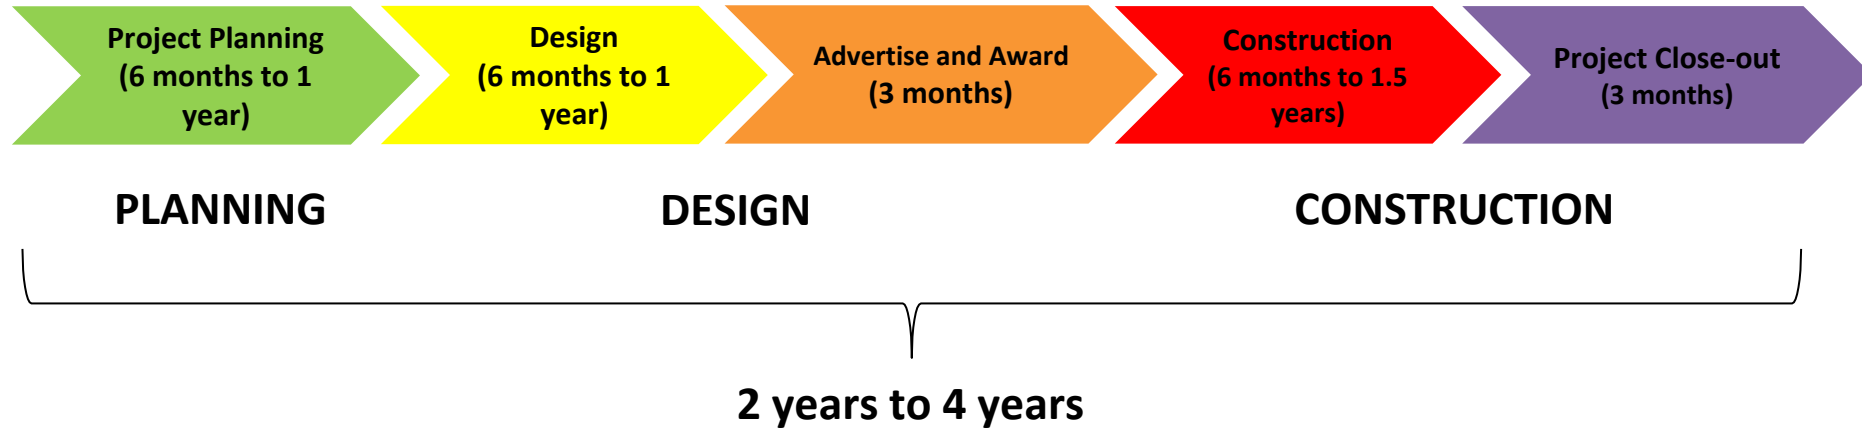 Project Planning
(6 months to 1
year)
Design
(6 months to 1
year)
Advertise and Award
(3 months)
Construction
(6 months to 1.5
years)
Project Close-out
(3 months)
PLANNING
DESIGN
CONSTRUCTION
2 years to 4 years